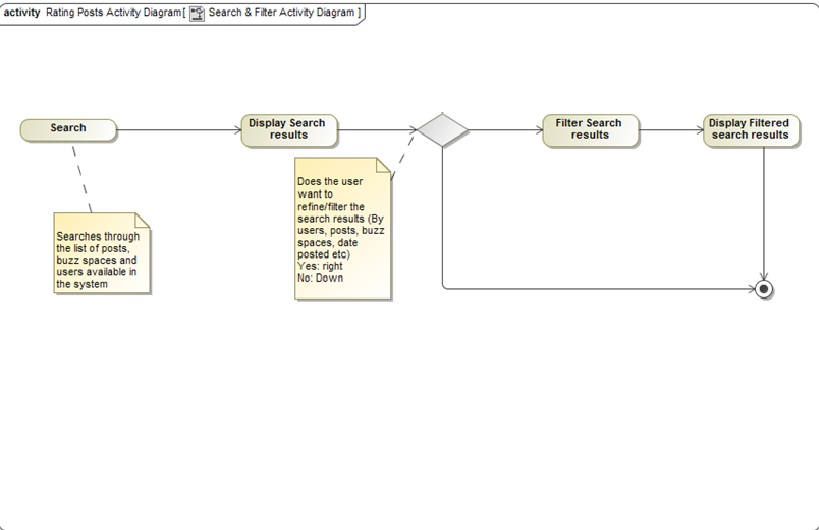 activity Rating Posts Activity Diagram[ Search & Filter Activity Diagram ]
Search
Display Search
results
Filter Search
results
Display Filtered
search results
Does the user
want to
refine/filter the
search results (By
users, posts, buzz
spaces, date
posted etc)
Yes: right
No: Down
Searches through
the list of posts,
buzz spaces and
users available in
the system